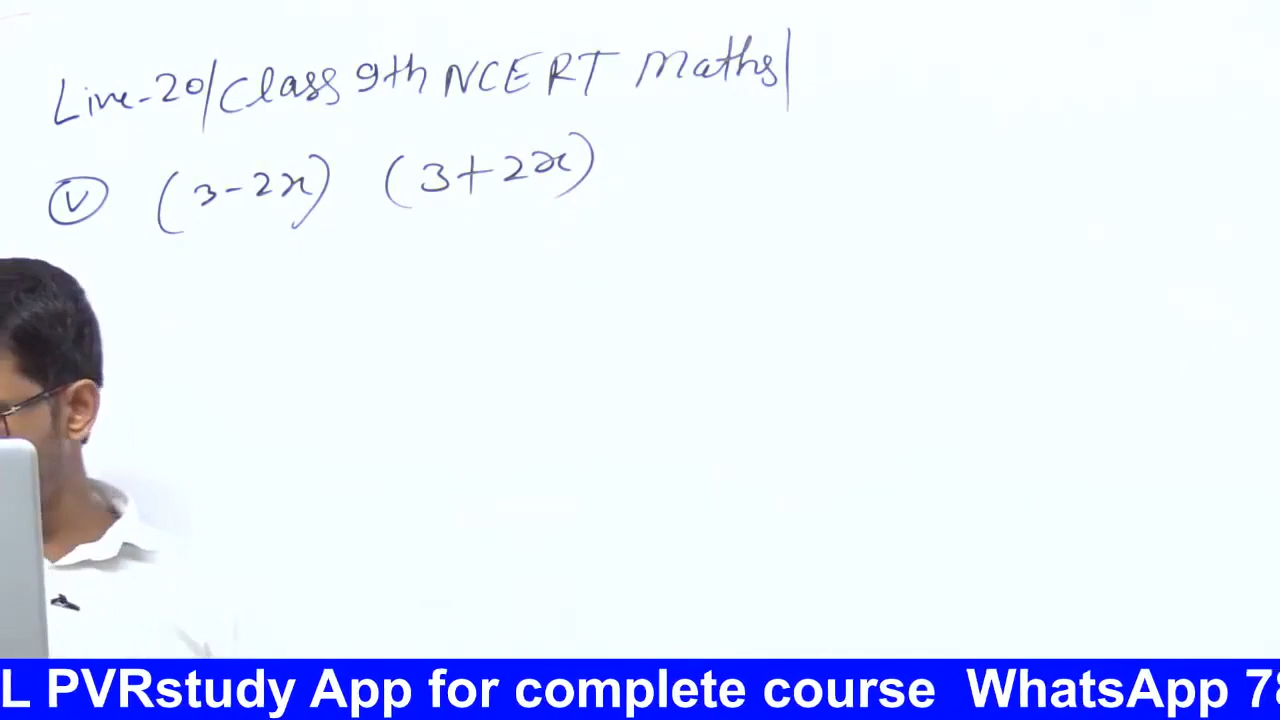 Live-20/Class 9th NCERT Maths/
(v) (3-2x) (3+2x)
L PVRstudy App for complete course WhatsApp 78